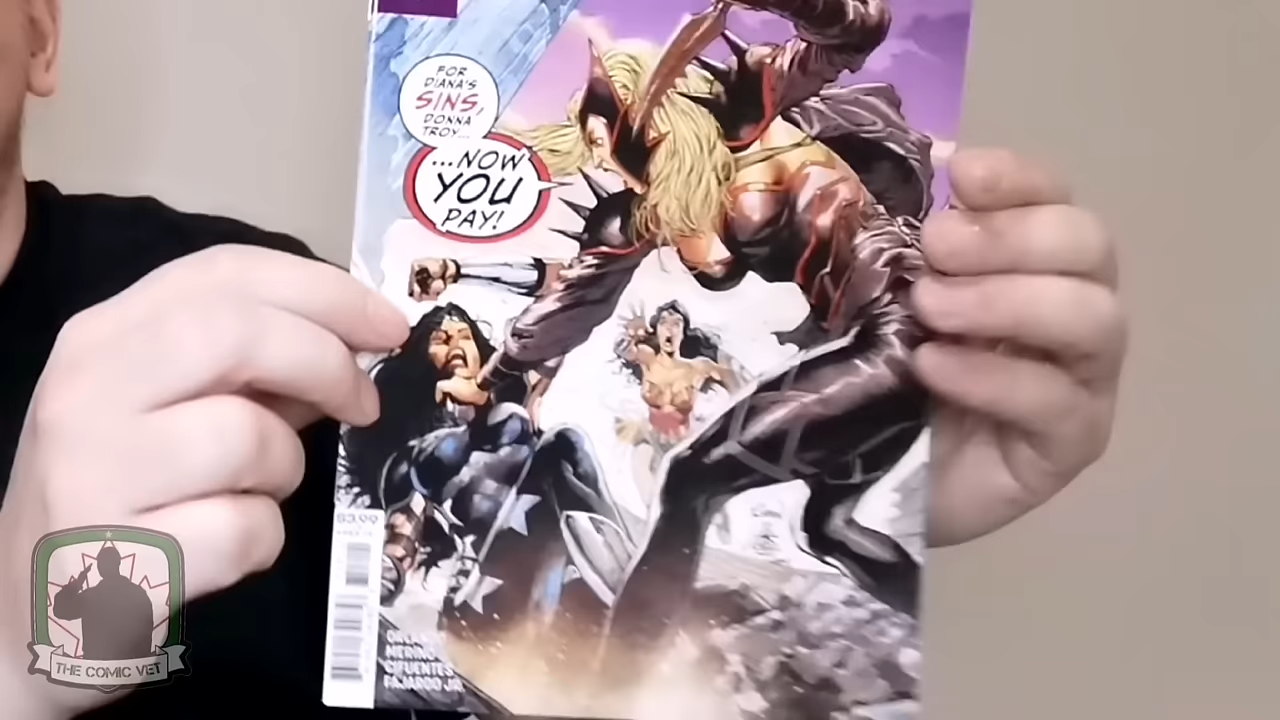 FOR
DIANA'S
SINS,
DONNA
TROY...
...NOW
YOU
PAY!
$3.99
MERINO
CIFUENTES
FAJARDO JR.
THE COMIC VET